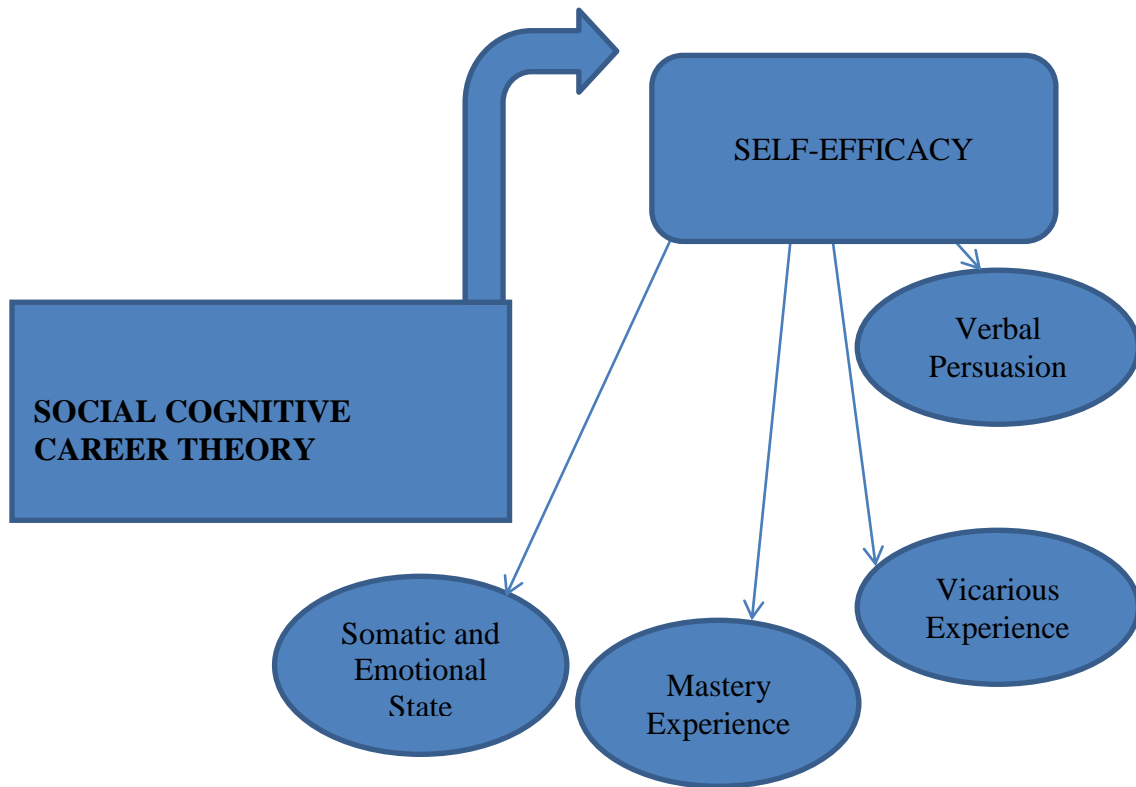 SELF-EFFICACY
Verbal
Persuasion
SOCIAL COGNITIVE
CAREER THEORY
Vicarious
Experience
Somatic and
Emotional
State
Mastery
Experience